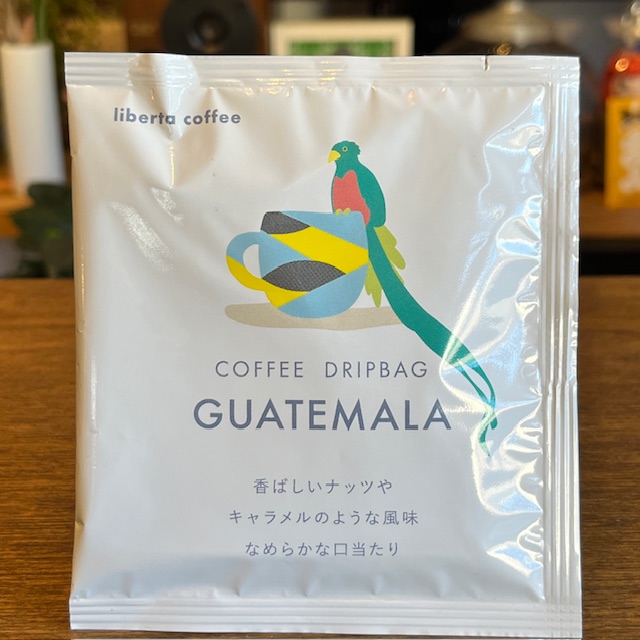 liberta coffee
COFFEE DRIPBAG
GUATEMALA
香ばしいナッツや
キャラメルのような風味
なめらかな口当たり